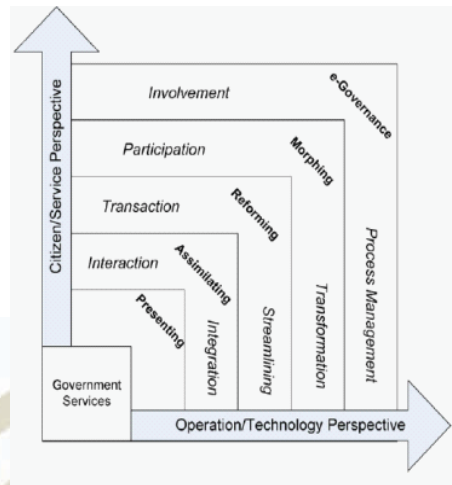 Citizen/Service Perspective
Involvement
e-Governance
Participation
Morphing
Transaction
Reforming
Interaction
Assimilating
Presenting
Integration
Streamlining
Transformation
Process Management
Government
Services
Operation/Technology Perspective